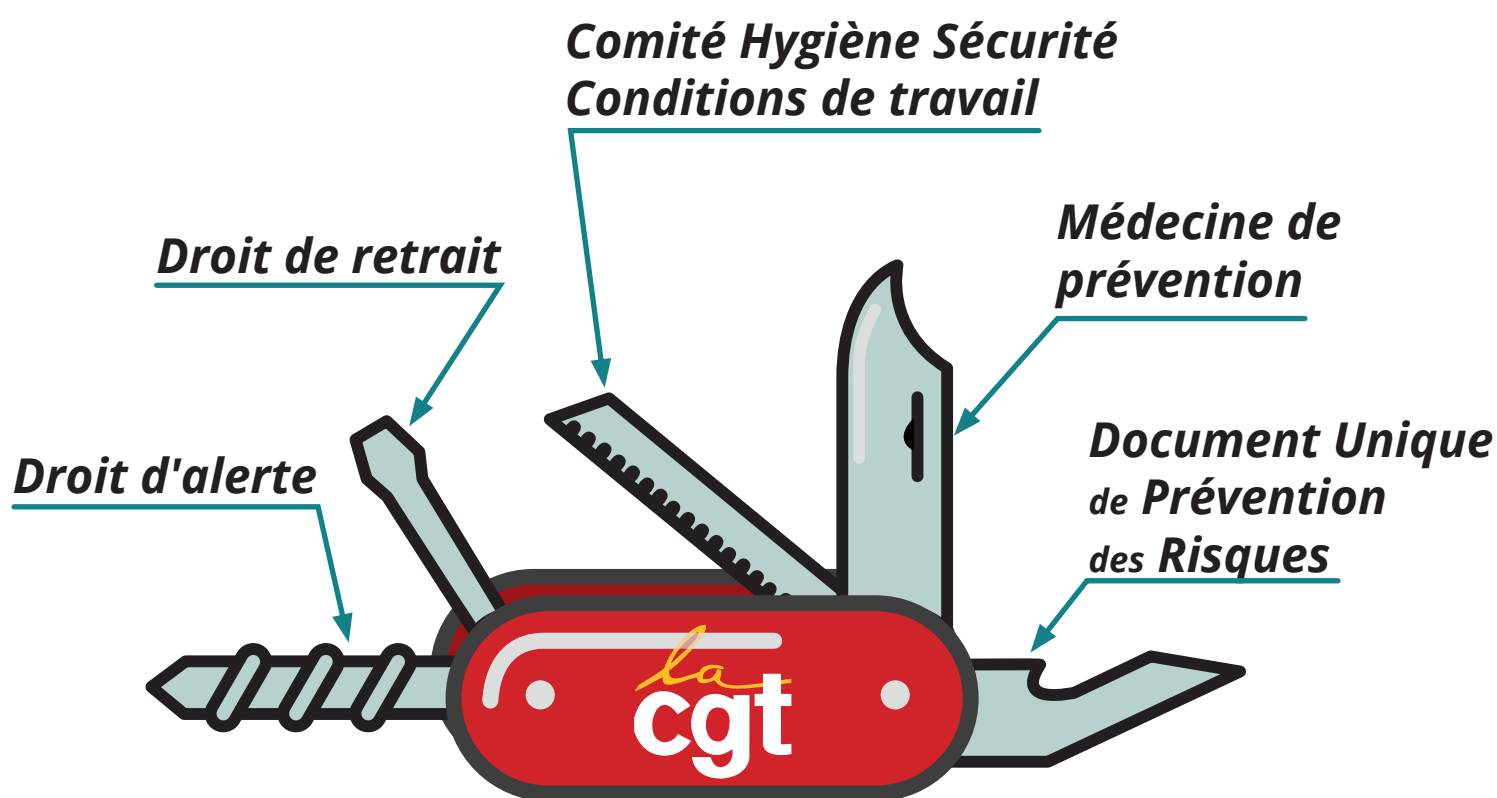 Comité Hygiène Sécurité
Conditions de travail
Médecine de
prévention
Droit de retrait
Document Unique
de Prévention
des Risques
Droit d'alerte
la
cgt